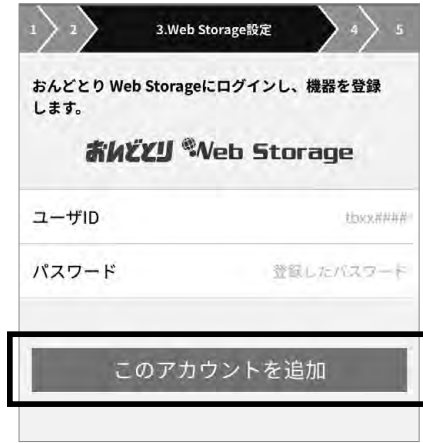 1 2 3.Web Storage設定 4 5
おんどとり Web Storageにログインし、機器を登録
します。
おんどとり Web Storage
ユーザID tbxx####
パスワード 登録したパスワード
このアカウントを追加